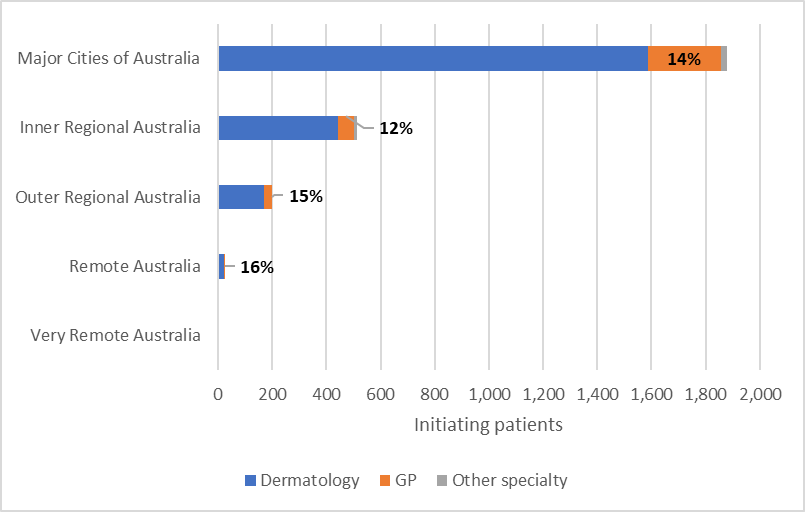 Major Cities of Australia
14%
Inner Regional Australia
12%
Outer Regional Australia
15%
Remote Australia
16%
Very Remote Australia
0 200 400 600 800 1,000 1,200 1,400 1,600 1,800 2,000
Initiating patients
Dermatology GP Other specialty